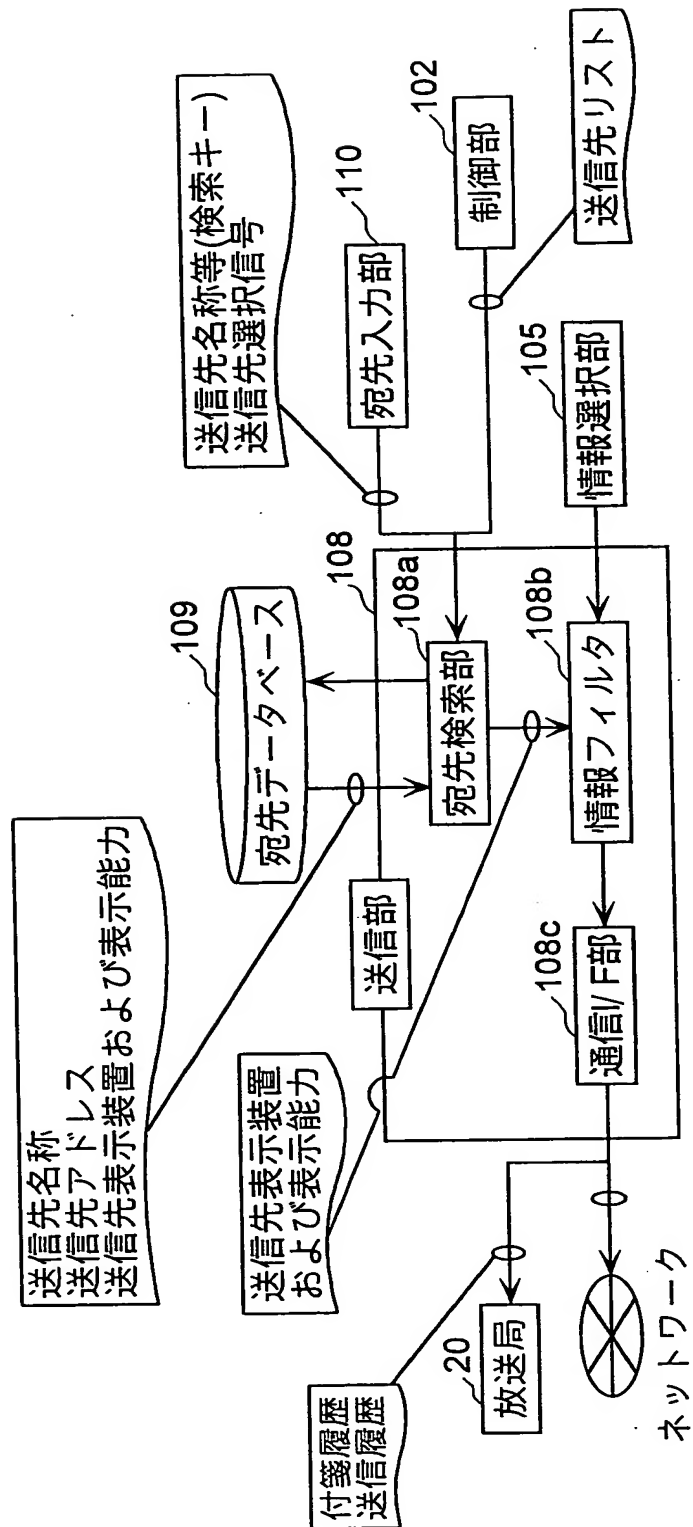 送信先名称
送信先アドレス
送信先表示装置および表示能力
109
宛先データベース
送信先名称等(検索キー)
送信先選択信号
110
宛先入力部
102
制御部
送信先リスト
送信先表示装置
および表示能力
送信部
108
108a
宛先検索部
105
情報選択部
108b
情報フィルタ
108c
通信I/F部
付箋履歴
送信履歴
20
放送局
ネットワーク